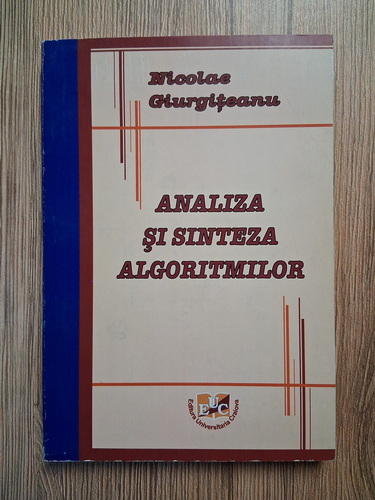 Nicolae
Giurgiţeanu
ANALIZA
ŞI SINTEZA
ALGORITMILOR
EUC
Editura Universitaria Craiova